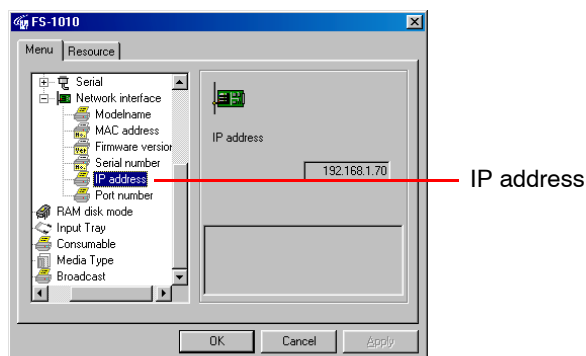 FS-1010
Menu
Resource
Serial
Network interface
Modelname
MAC address
Firmware version
Serial number
IP address
Port number
RAM disk mode
Input Tray
Consumable
Media Type
Broadcast
IP address
192.168.1.70
IP address
OK
Cancel
Apply